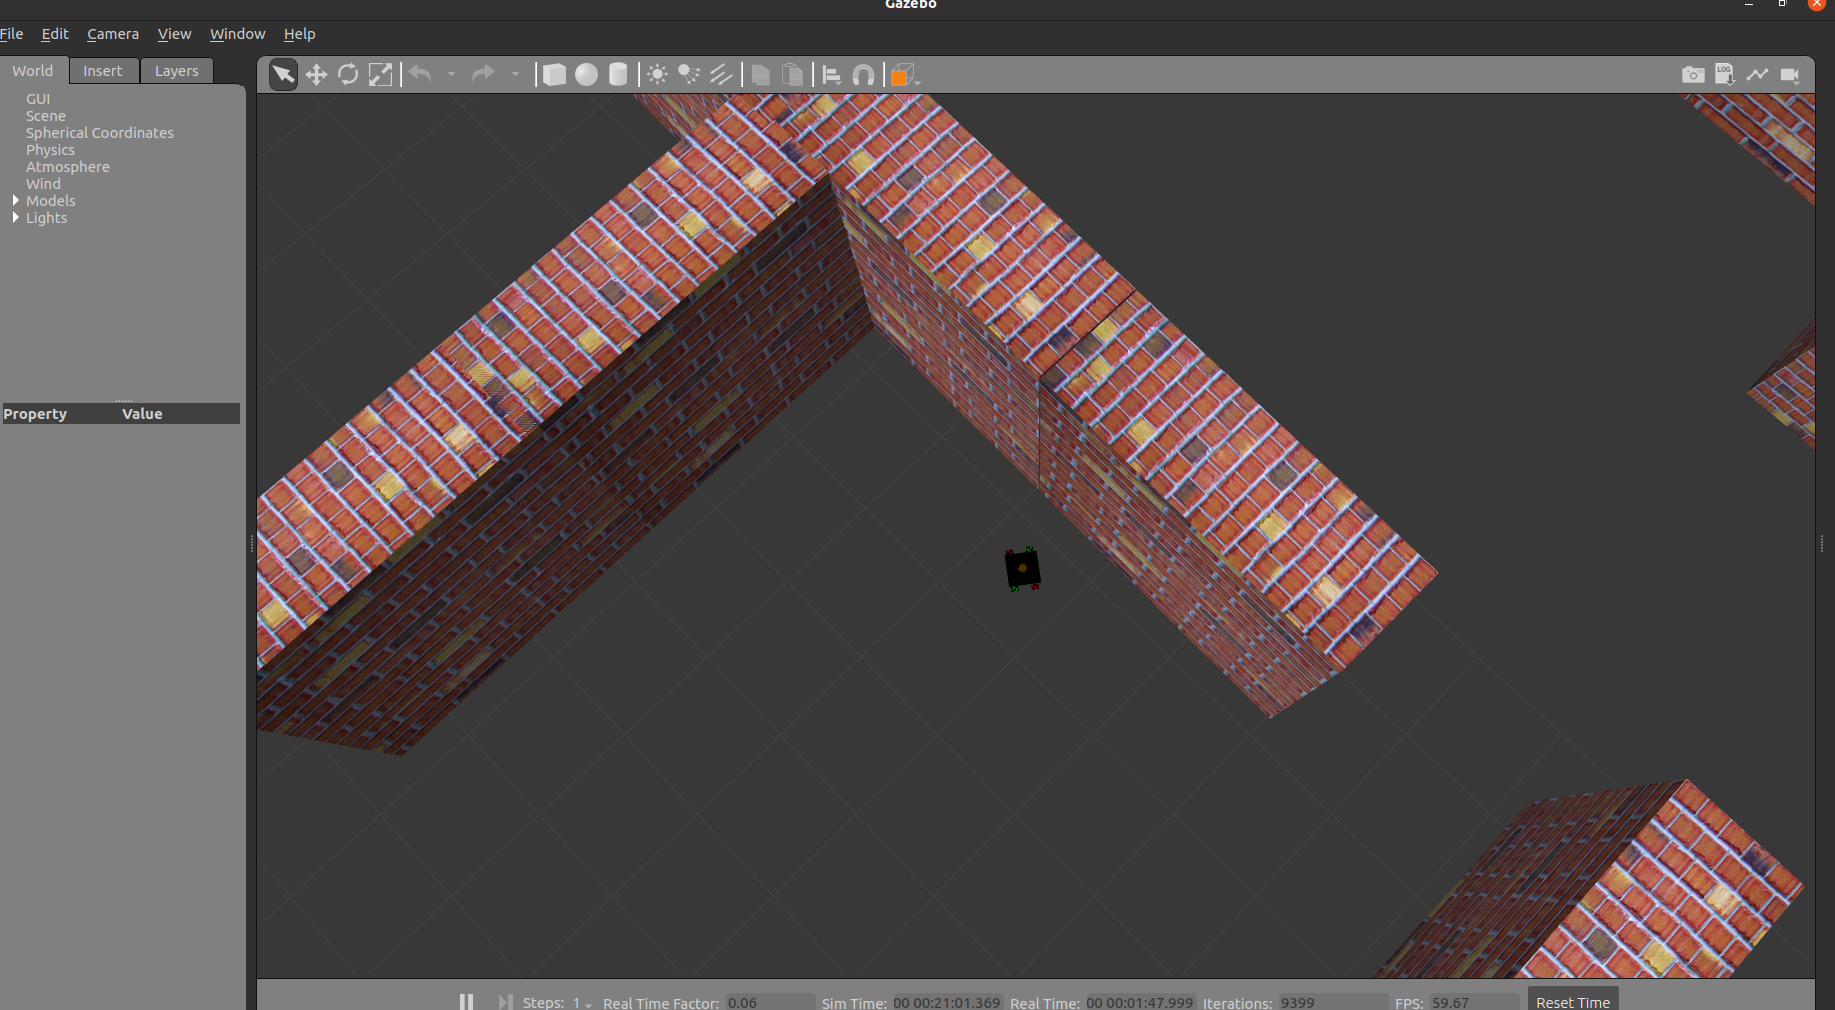 Gazebo
File Edit Camera View Window Help
World Insert Layers
LOG
GUI
Scene
Spherical Coordinates
Physics
Atmosphere
Wind
Models
Lights
Property Value
Steps: 1 Real Time Factor: 0.06 Sim Time: 00 00:21:01.369 Real Time: 00 00:01:47.999 Iterations: 9399 FPS: 59.67 Reset Time